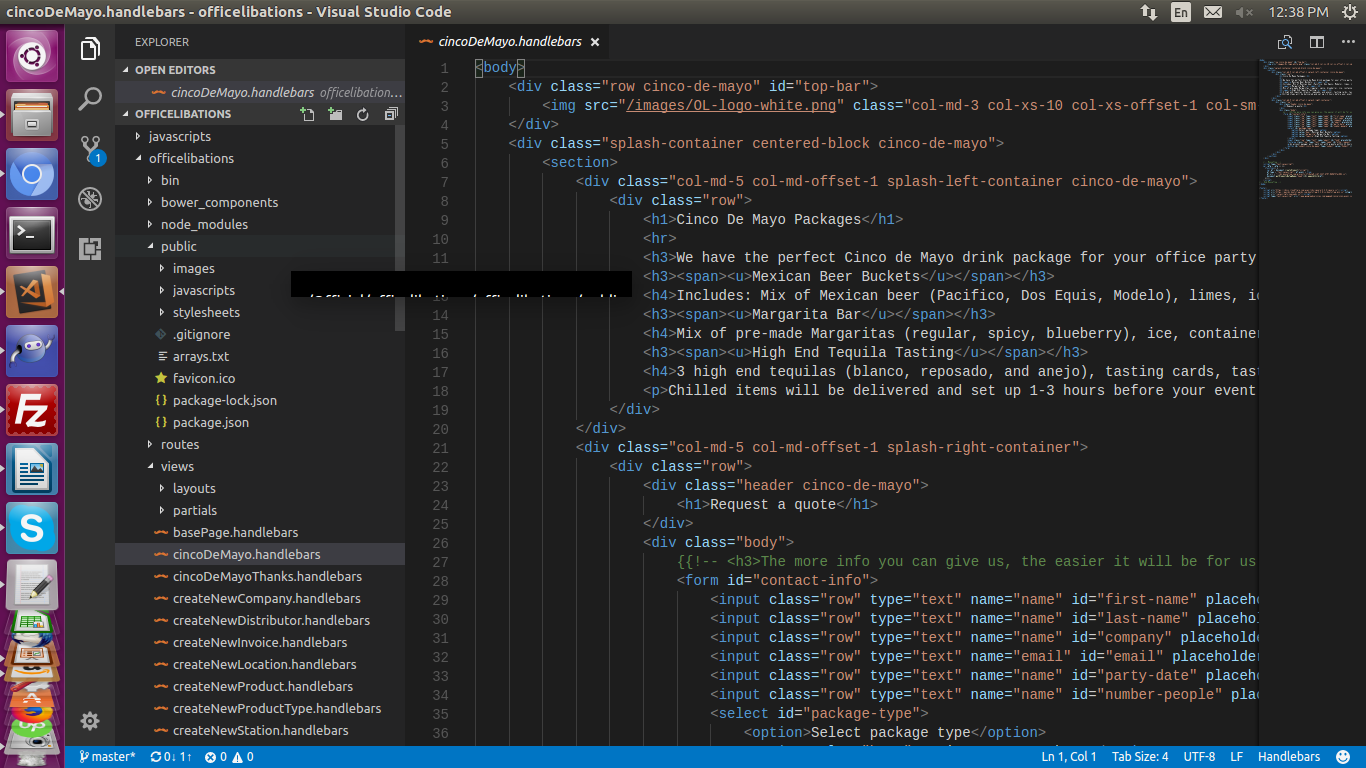 cincoDeMayo.handlebars - officelibations - Visual Studio Code
En
12:38 PM
EXPLORER
OPEN EDITORS
cincoDeMayo.handlebars officelibation...
OFFICELIBATIONS
javascripts
officelibations
bin
bower_components
node_modules
public
images
javascripts
stylesheets
.gitignore
arrays.txt
favicon.ico
package-lock.json
package.json
routes
views
layouts
partials
basePage.handlebars
cincoDeMayo.handlebars
cincoDeMayoThanks.handlebars
createNewCompany.handlebars
createNewDistributor.handlebars
createNewInvoice.handlebars
createNewLocation.handlebars
createNewProduct.handlebars
createNewProductType.handlebars
createNewStation.handlebars
1
cincoDeMayo.handlebars ×
1 <body>
2 <div class="row cinco-de-mayo" id="top-bar">
3 <img src="/images/OL-logo-white.png" class="col-md-3 col-xs-10 col-xs-offset-1 col-sm
4 </div>
5 <div class="splash-container centered-block cinco-de-mayo">
6 <section>
7 <div class="col-md-5 col-md-offset-1 splash-left-container cinco-de-mayo">
8 <div class="row">
9 <h1>Cinco De Mayo Packages</h1>
10 <hr>
11 <h3>We have the perfect Cinco de Mayo drink package for your office party
<h3><span><u>Mexican Beer Buckets</u></span></h3>
<h4>Includes: Mix of Mexican beer (Pacifico, Dos Equis, Modelo), limes, ic
14 <h3><span><u>Margarita Bar</u></span></h3>
15 <h4>Mix of pre-made Margaritas (regular, spicy, blueberry), ice, container
16 <h3><span><u>High End Tequila Tasting</u></span></h3>
17 <h4>3 high end tequilas (blanco, reposado, and anejo), tasting cards, tast
18 <p>Chilled items will be delivered and set up 1-3 hours before your event
19 </div>
20 </div>
21 <div class="col-md-5 col-md-offset-1 splash-right-container">
22 <div class="row">
23 <div class="header cinco-de-mayo">
24 <h1>Request a quote</h1>
25 </div>
26 <div class="body">
27 {{!-- <h3>The more info you can give us, the easier it will be for us
28 <form id="contact-info">
29 <input class="row" type="text" name="name" id="first-name" placeho
30 <input class="row" type="text" name="name" id="last-name" placehol
31 <input class="row" type="text" name="name" id="company" placeholde
32 <input class="row" type="text" name="email" id="email" placeholder
33 <input class="row" type="text" name="name" id="party-date" placeho
34 <input class="row" type="text" name="name" id="number-people" plac
35 <select id="package-type">
36 <option>Select package type</option>
master* 0↓ 1↑ 0 0
Ln 1, Col 1 Tab Size: 4 UTF-8 LF Handlebars